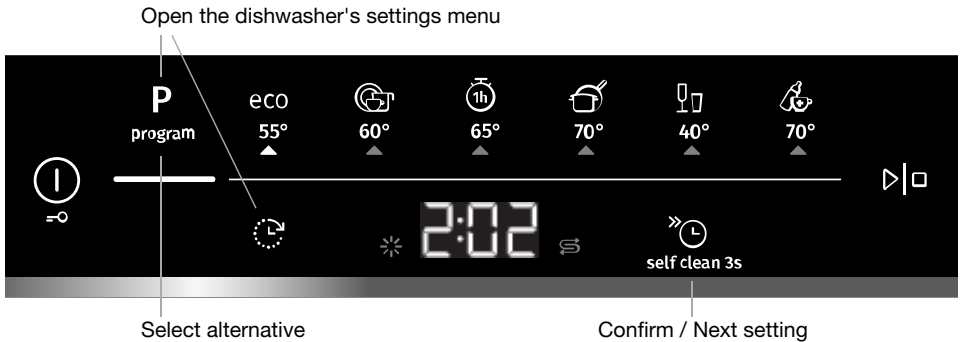 Open the dishwasher's settings menu
P
program
eco
55°
60°
1h
65°
70°
40°
70°
2:02
self clean 3s
Select alternative
Confirm / Next setting